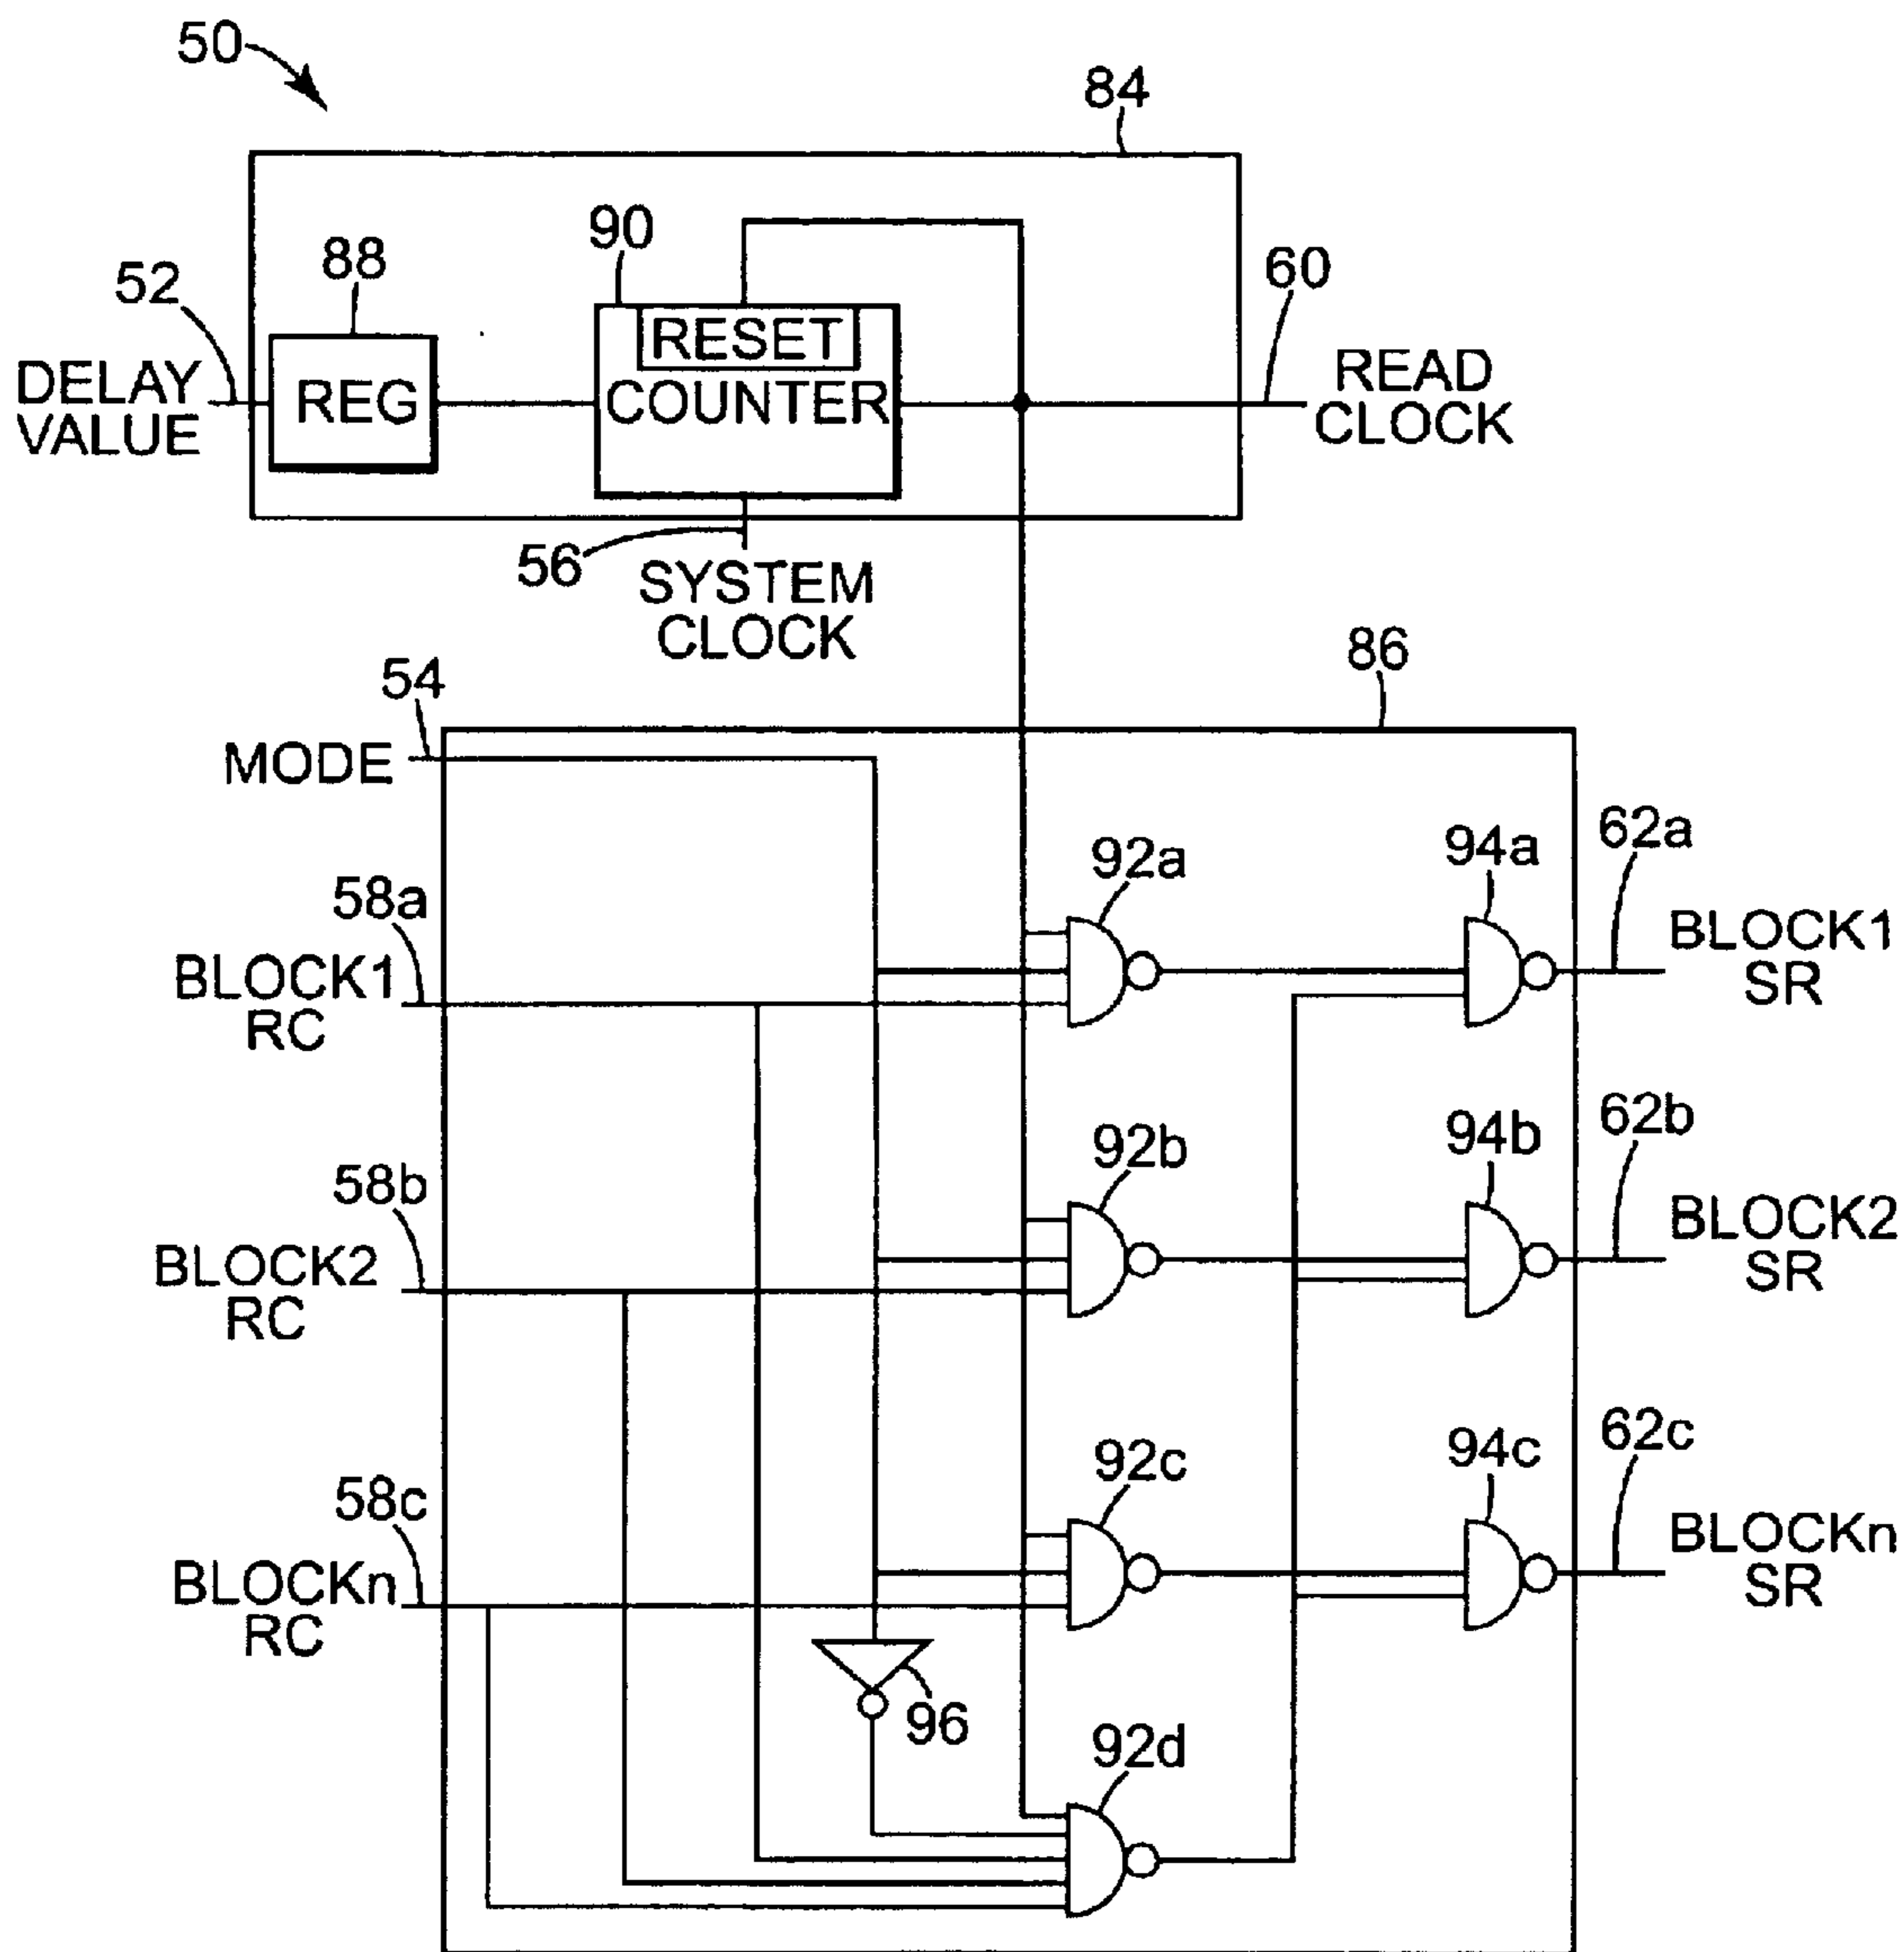 50
84
90
88
52
60
RESET
DELAY
VALUE
REG
COUNTER
READ
CLOCK
56
SYSTEM
CLOCK
86
54
MODE
92a
94a
62a
58a
BLOCK1
RC
BLOCK1
SR
92b
94b
62b
58b
BLOCK2
RC
BLOCK2
SR
92c
94c
62c
58c
BLOCKn
RC
BLOCKn
SR
96
92d